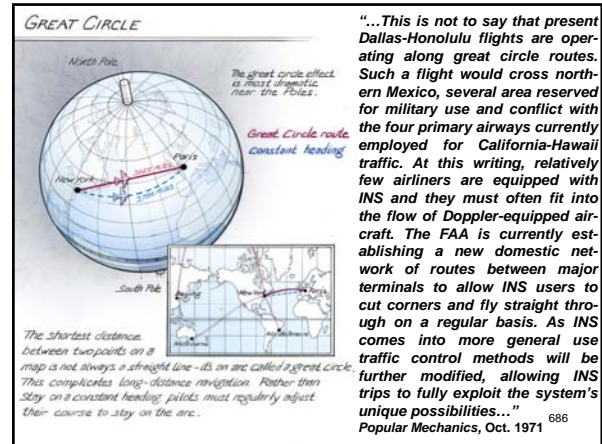 GREAT CIRCLE
North Pole
The great circle effect
is most dramatic
near the Poles.
Great Circle route
constant heading
Paris
New York
3700 MILES
South Pole
Beijing
New York
Paris
Melbourne
The shortest distance
between two points on a
map is not always a straight line – it's an arc called a great circle.
This complicates long-distance navigation. Rather than
stay on a constant heading, pilots must regularly adjust
their course to stay on the arc.
"…This is not to say that present
Dallas-Honolulu flights are oper-
ating along great circle routes.
Such a flight would cross north-
ern Mexico, several area reserved
for military use and conflict with
the four primary airways currently
employed for California-Hawaii
traffic. At this writing, relatively
few airliners are equipped with
INS and they must often fit into
the flow of Doppler-equipped air-
craft. The FAA is currently est-
ablishing a new domestic net-
work of routes between major
terminals to allow INS users to
cut corners and fly straight thro-
ugh on a regular basis. As INS
comes into more general use
traffic control methods will be
further modified, allowing INS
trips to fully exploit the system's
unique possibilities…"
Popular Mechanics, Oct. 1971
686